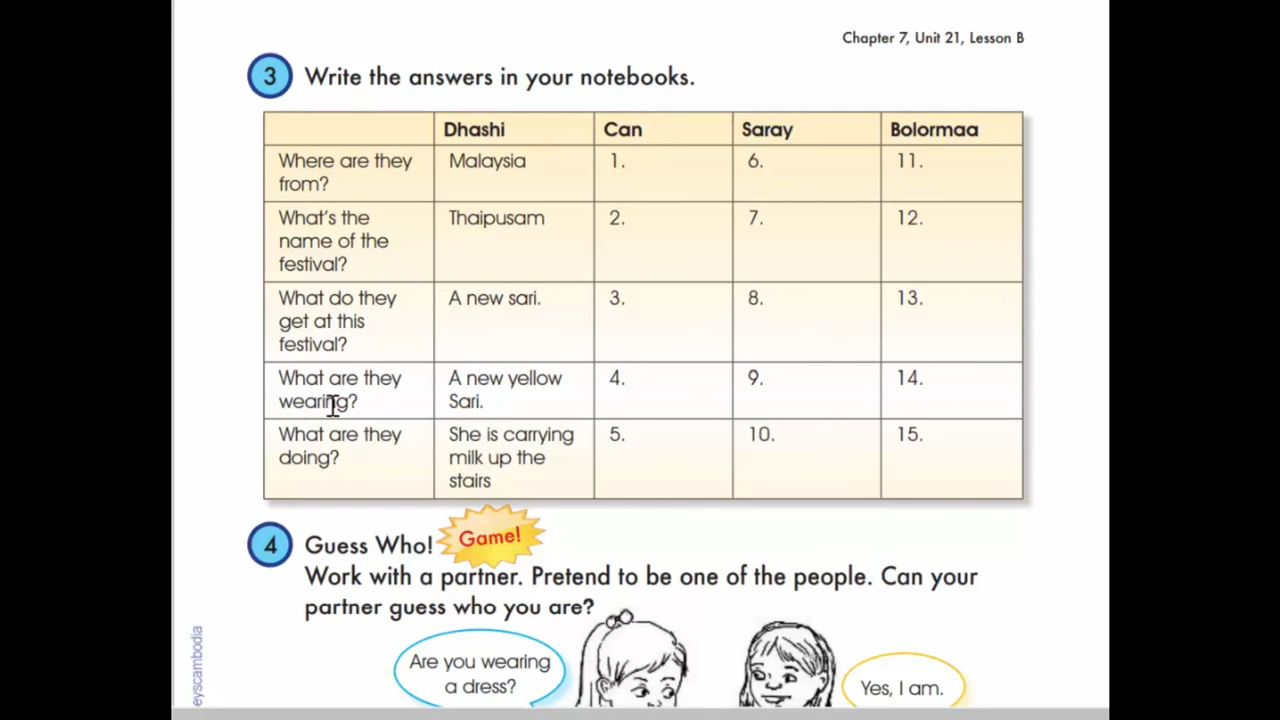 Chapter 7, Unit 21, Lesson B
3 Write the answers in your notebooks.
Dhashi Can Saray Bolormaa
Where are they from? Malaysia 1. 6. 11.
What's the name of the festival? Thaipusam 2. 7. 12.
What do they get at this festival? A new sari. 3. 8. 13.
What are they wearing? A new yellow Sari. 4. 9. 14.
What are they doing? She is carrying milk up the stairs 5. 10. 15.
4 Guess Who! Game!
Work with a partner. Pretend to be one of the people. Can your
partner guess who you are?
Are you wearing
a dress?
Yes, I am.
eyscambodia